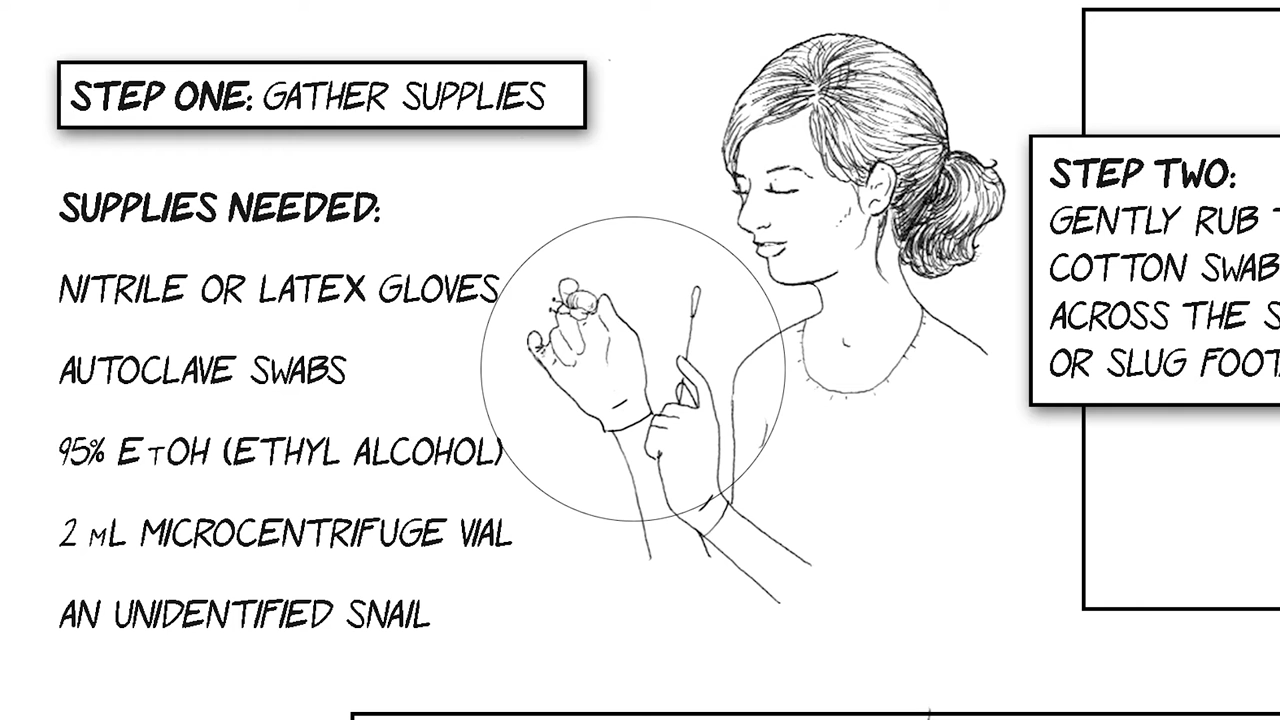 STEP ONE: GATHER SUPPLIES
SUPPLIES NEEDED:
NITRILE OR LATEX GLOVES
AUTOCLAVE SWABS
95% ETOH (ETHYL ALCOHOL)
2 ML MICROCENTRIFUGE VIAL
AN UNIDENTIFIED SNAIL
STEP TWO:
GENTLY RUB
COTTON SWAB
ACROSS THE
OR SLUG